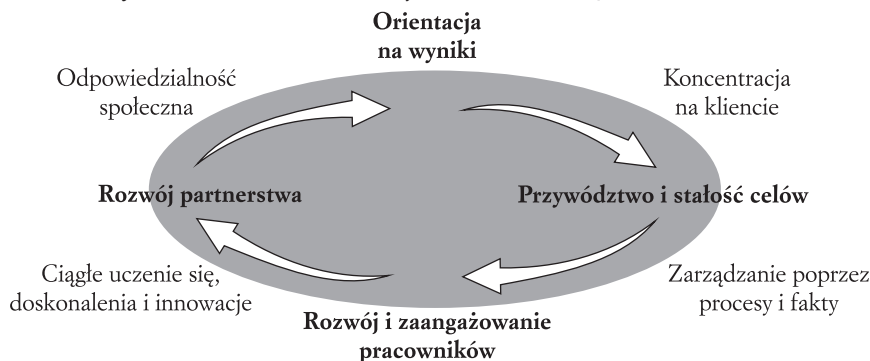 Orientacja
na wyniki
Odpowiedzialność
społeczna
Koncentracja
na kliencie
Rozwój partnerstwa
Przywództwo i stałość celów
Ciągłe uczenie się,
doskonalenia i innowacje
Zarządzanie poprzez
procesy i fakty
Rozwój i zaangażowanie
pracowników